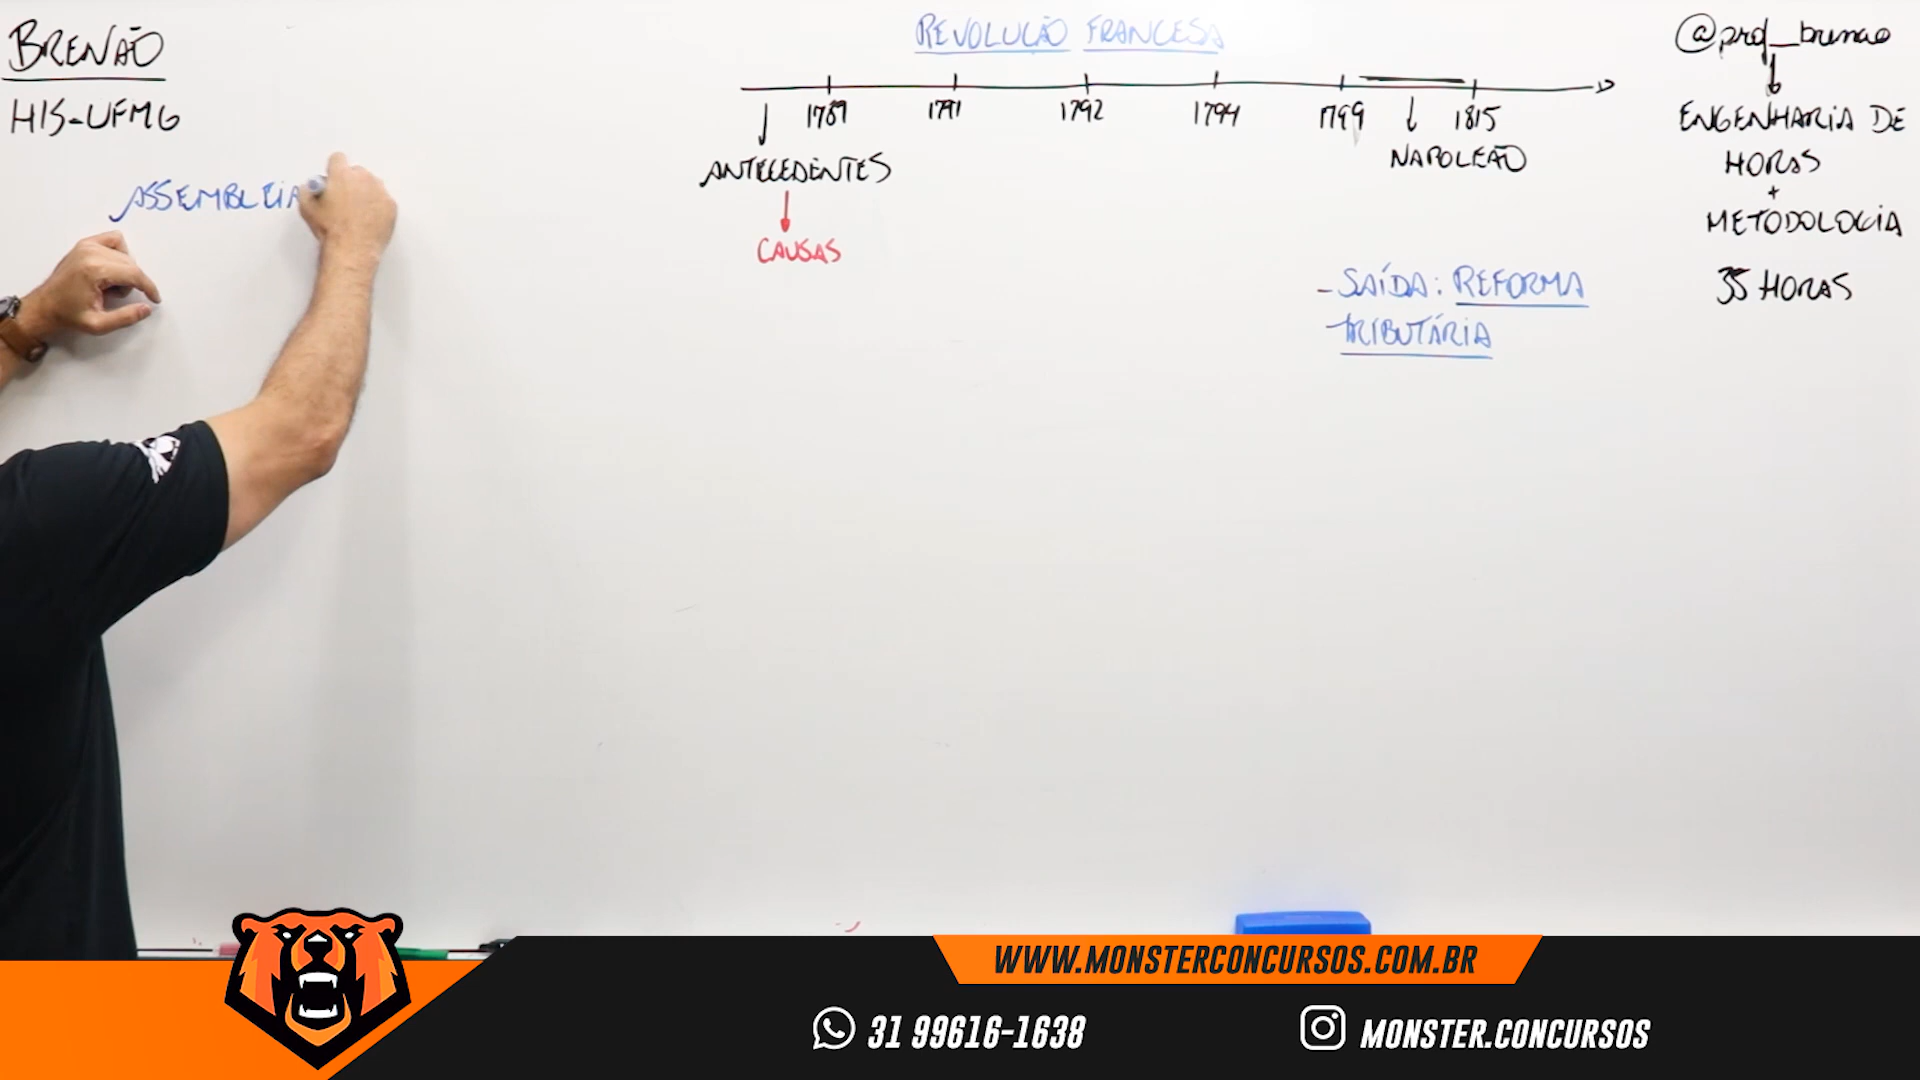 BRENÃO
HIS-UFMG
ASSEMBLEIA
REVOLUÇÃO FRANCESA
1789 1791 1792 1794 1799 1815
ANTECEDENTES
CAUSAS
NAPOLEÃO
- SAÍDA: REFORMA
TRIBUTÁRIA
@prof_brenao
ENGENHARIA DE
HORAS
+
METODOLOGIA
35 HORAS
WWW.MONSTERCONCURSOS.COM.BR
31 99616-1638
MONSTER.CONCURSOS